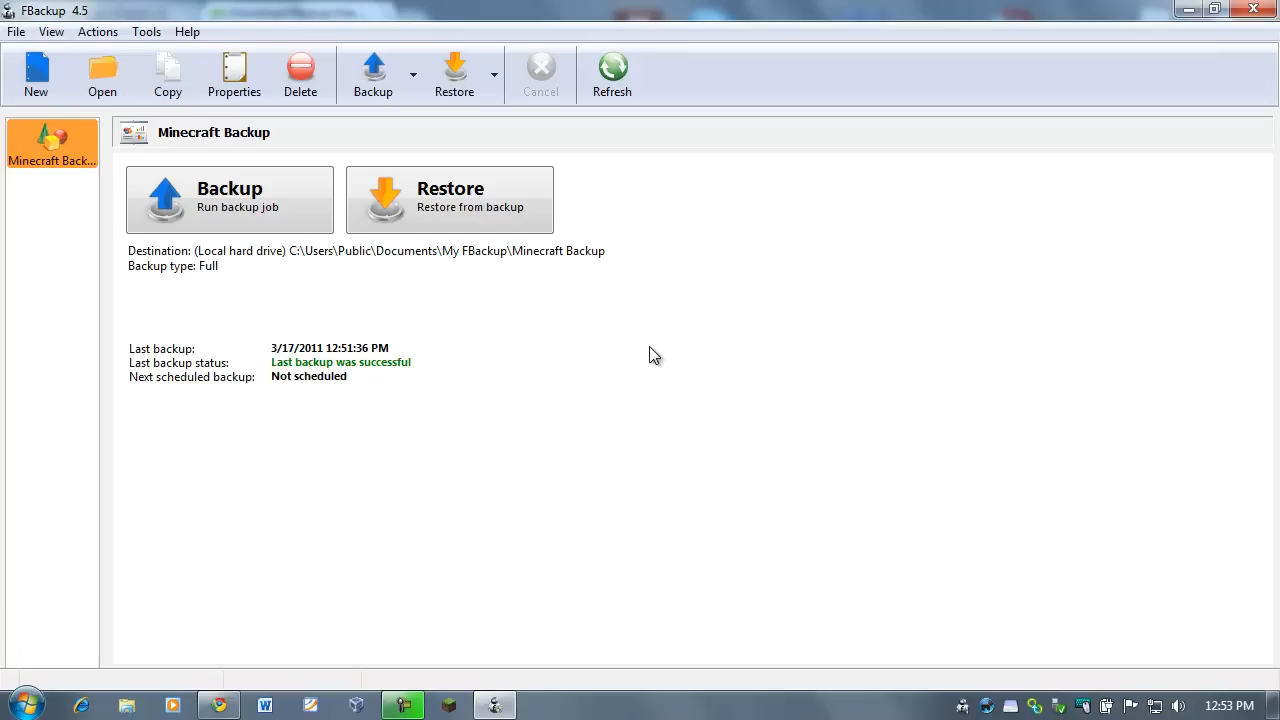 FBackup 4.5
File View Actions Tools Help
New Open Copy Properties Delete Backup Restore Cancel Refresh
Minecraft Back...
Minecraft Backup
Backup
Run backup job
Restore
Restore from backup
Destination: (Local hard drive) C:\Users\Public\Documents\My FBackup\Minecraft Backup
Backup type: Full
Last backup: 3/17/2011 12:51:36 PM
Last backup status: Last backup was successful
Next scheduled backup: Not scheduled
12:53 PM